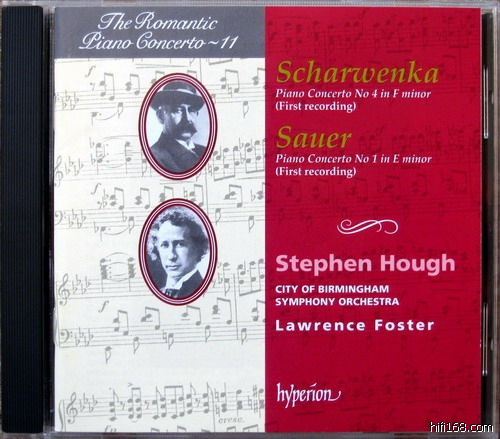 The Romantic
Piano Concerto ~ 11
Scharwenka
Piano Concerto No 4 in F minor
(First recording)
Sauer
Piano Concerto No 1 in E minor
(First recording)
Stephen Hough
CITY OF BIRMINGHAM
SYMPHONY ORCHESTRA
Lawrence Foster
hyperion
cresc.
hifi168.com